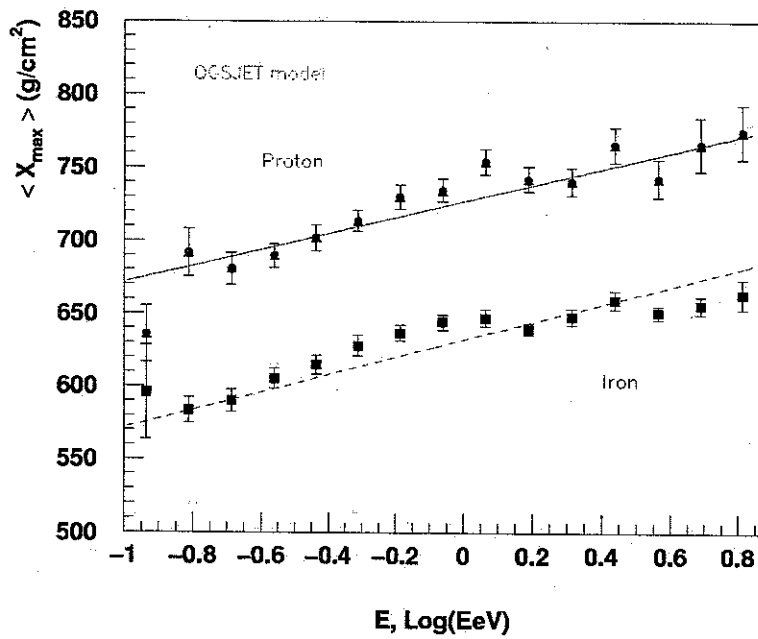 850
800
750
700
650
600
550
500
< X_max > (g/cm²)
QGSJET model
Proton
Iron
−1 −0.8 −0.6 −0.4 −0.2 0 0.2 0.4 0.6 0.8
E, Log(EeV)